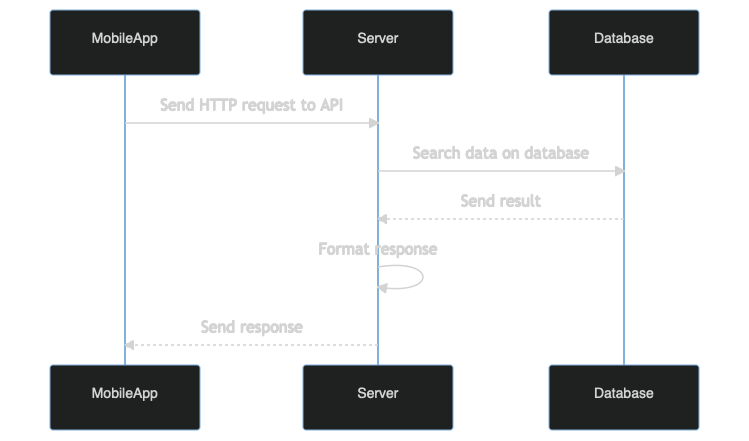 MobileApp
Server
Database
Send HTTP request to API
Search data on database
Send result
Format response
Send response
MobileApp
Server
Database